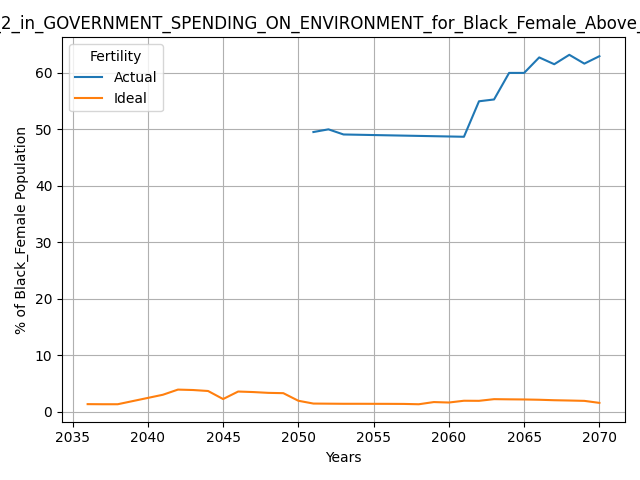 _2_in_GOVERNMENT_SPENDING_ON_ENVIRONMENT_for_Black_Female_Above_
Fertility
Actual
Ideal
% of Black_Female Population
60
50
40
30
20
10
0
2035 2040 2045 2050 2055 2060 2065 2070
Years